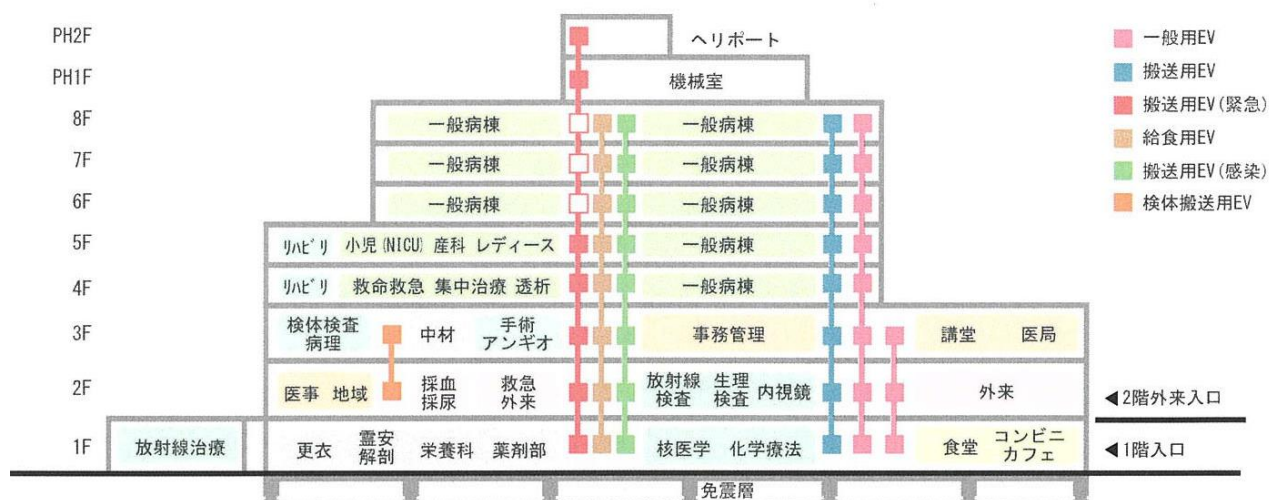 PH2F ヘリポート
PH1F 機械室
8F 一般病棟 一般病棟
7F 一般病棟 一般病棟
6F 一般病棟 一般病棟
5F リハビリ 小児(NICU) 産科 レディース 一般病棟
4F リハビリ 救命救急 集中治療 透析 一般病棟
3F 検体検査 病理 中材 手術 アンギオ 事務管理 講堂 医局
2F 医事 地域 採血 採尿 救急 外来 放射線 検査 生理 検査 内視鏡 外来 ◀2階外来入口
1F 放射線治療 更衣 霊安 解剖 栄養科 薬剤部 核医学 化学療法 食堂 コンビニ カフェ ◀1階入口
免震層
一般用EV
搬送用EV
搬送用EV(緊急)
給食用EV
搬送用EV(感染)
検体搬送用EV